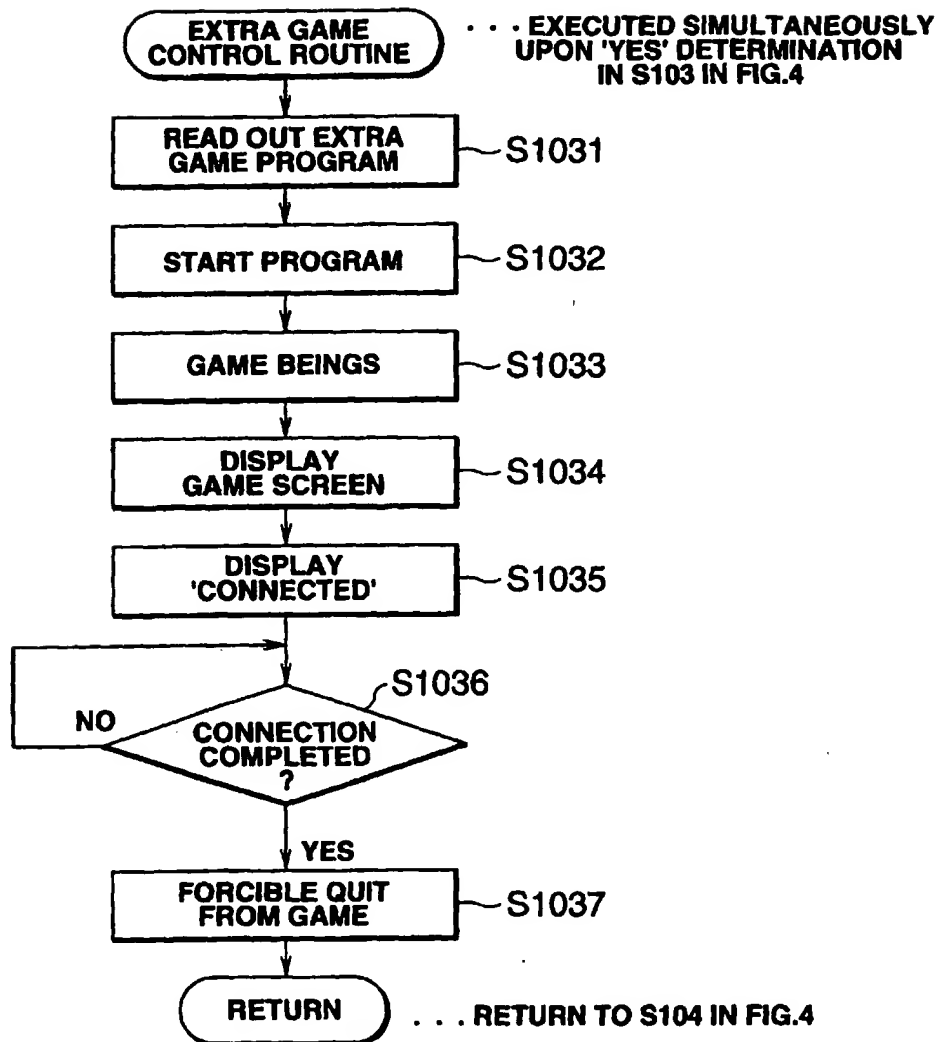 EXTRA GAME
CONTROL ROUTINE
· · · EXECUTED SIMULTANEOUSLY
UPON 'YES' DETERMINATION
IN S103 IN FIG.4
READ OUT EXTRA
GAME PROGRAM
S1031
START PROGRAM
S1032
GAME BEINGS
S1033
DISPLAY
GAME SCREEN
S1034
DISPLAY
'CONNECTED'
S1035
S1036
NO
CONNECTION
COMPLETED
?
YES
FORCIBLE QUIT
FROM GAME
S1037
RETURN
. . . RETURN TO S104 IN FIG.4